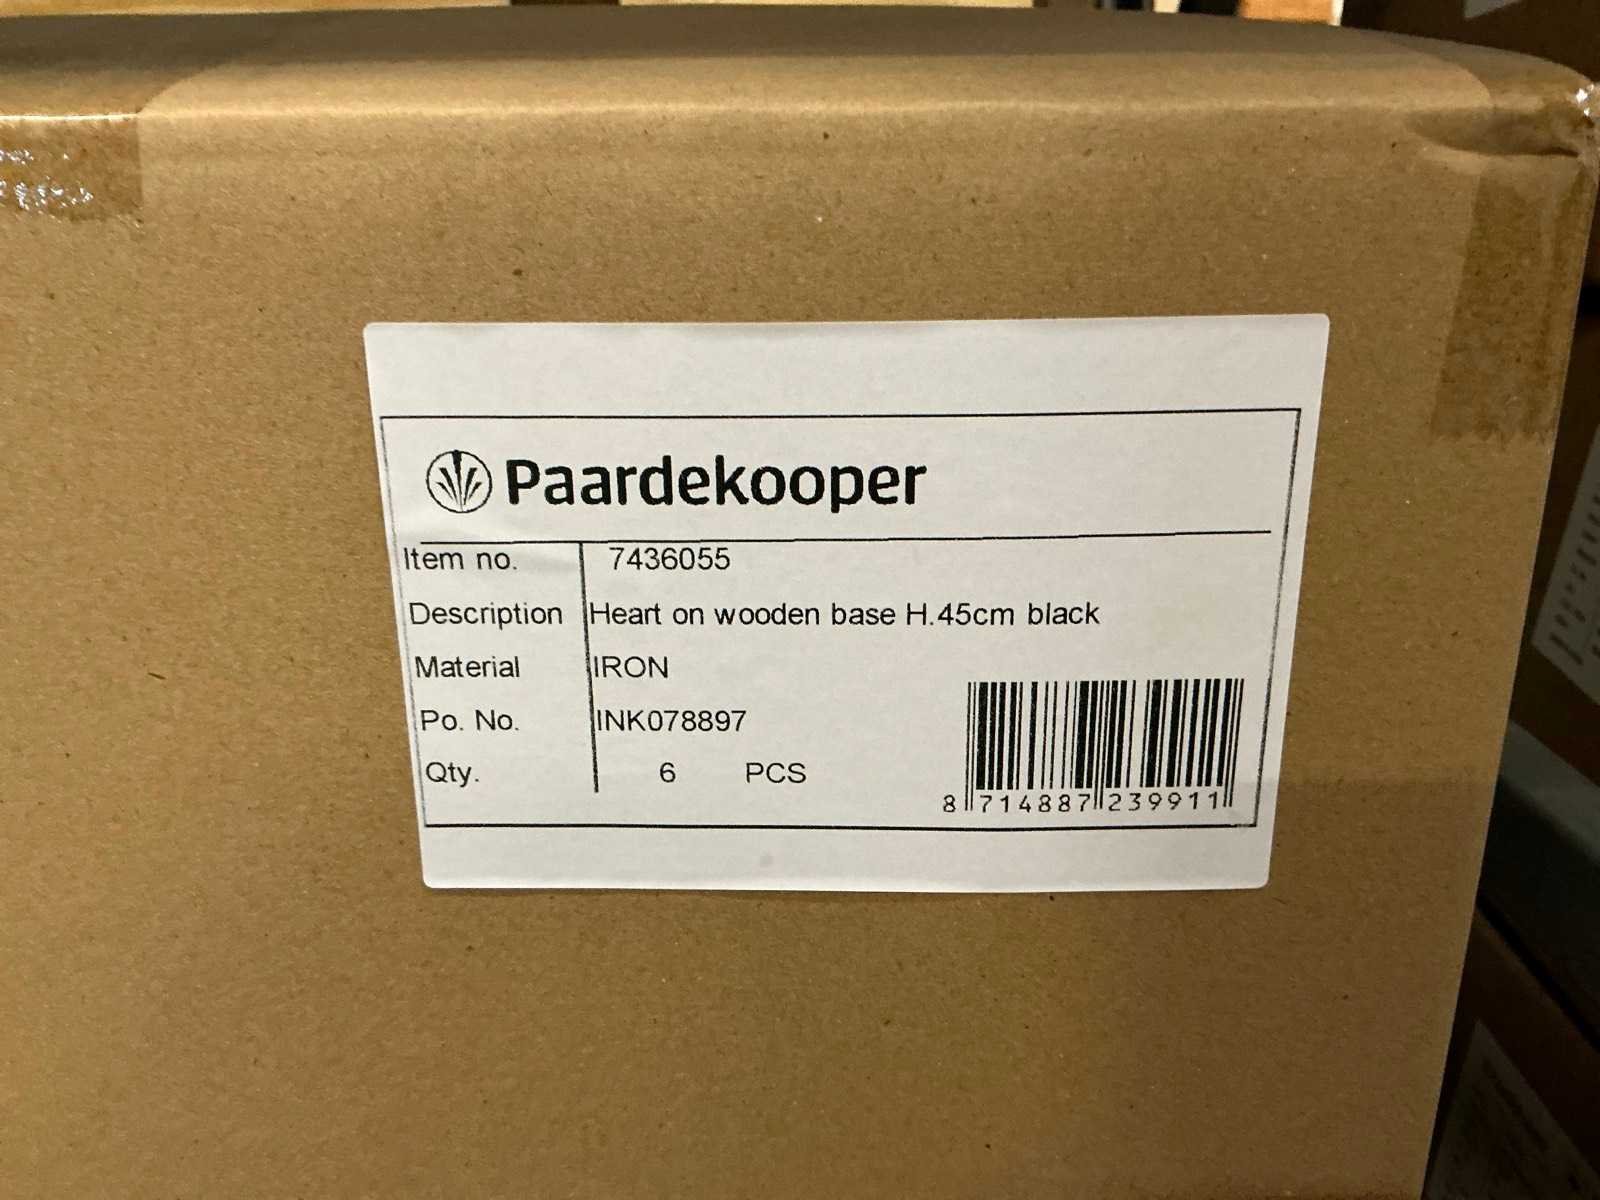 Paardekooper
Item no. 7436055
Description Heart on wooden base H.45cm black
Material IRON
Po. No. INK078897
Qty. 6 PCS
8 714887 239911